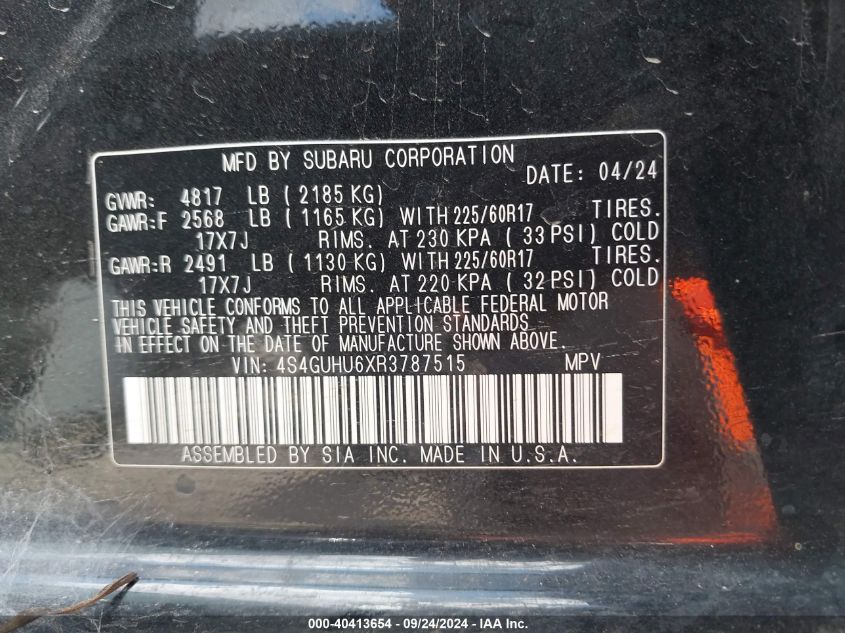 MFD BY SUBARU CORPORATION
DATE: 04/24
GVWR: 4817 LB ( 2185 KG)
GAWR:F 2568 LB ( 1165 KG) WITH 225/60R17 TIRES.
17X7J RIMS. AT 230 KPA ( 33 PSI) COLD
GAWR:R 2491 LB ( 1130 KG) WITH 225/60R17 TIRES.
17X7J RIMS. AT 220 KPA ( 32 PSI) COLD
THIS VEHICLE CONFORMS TO ALL APPLICABLE FEDERAL MOTOR
VEHICLE SAFETY AND THEFT PREVENTION STANDARDS
IN EFFECT ON THE DATE OF MANUFACTURE SHOWN ABOVE.
VIN: 4S4GUHU6XR3787515 MPV
ASSEMBLED BY SIA INC. MADE IN U.S.A.
000-40413654 - 09/24/2024 - IAA Inc.